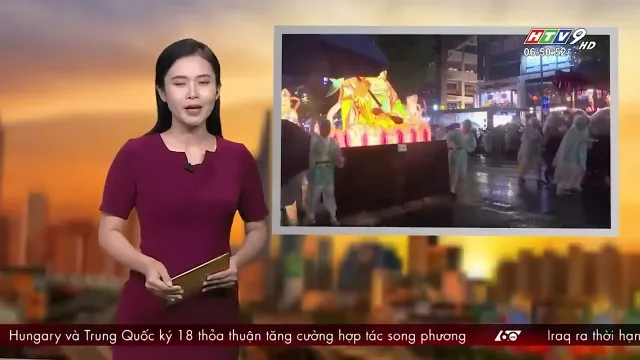 HTV9 HD
06:50:52
Hungary và Trung Quốc ký 18 thỏa thuận tăng cường hợp tác song phương
60
Iraq ra thời hạn